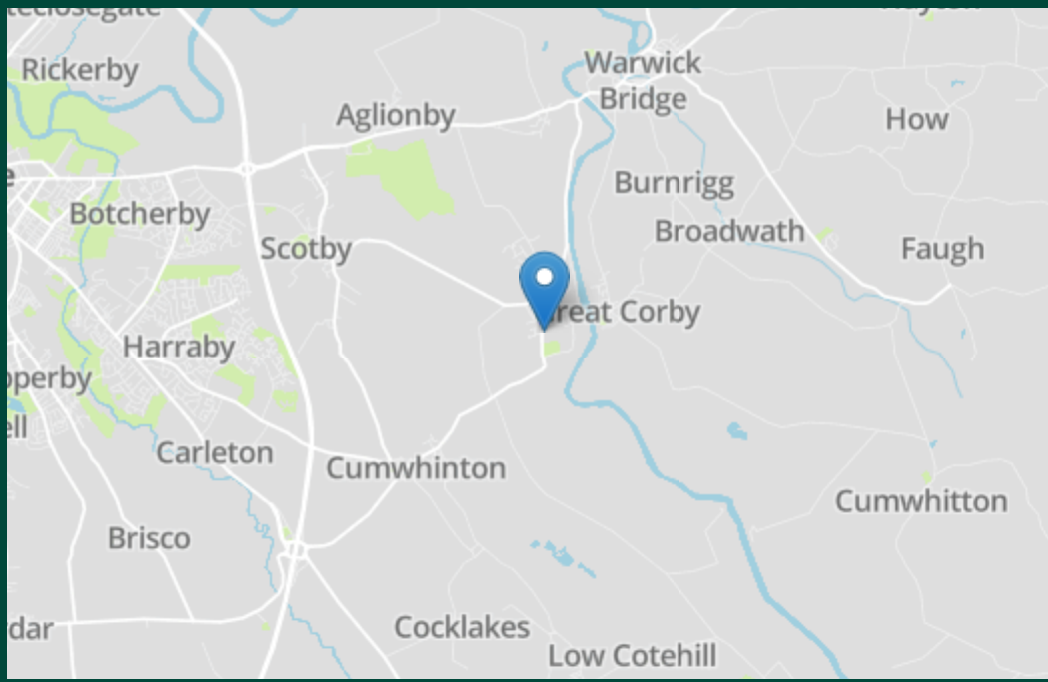 Rickerby
Warwick
Bridge
Aglionby
How
Burnrigg
Botcherby
Broadwath
Scotby
Faugh
Corby
Harraby
Carleton
Cumwhinton
Cumwhitton
Brisco
Cocklakes
Low Cotehill